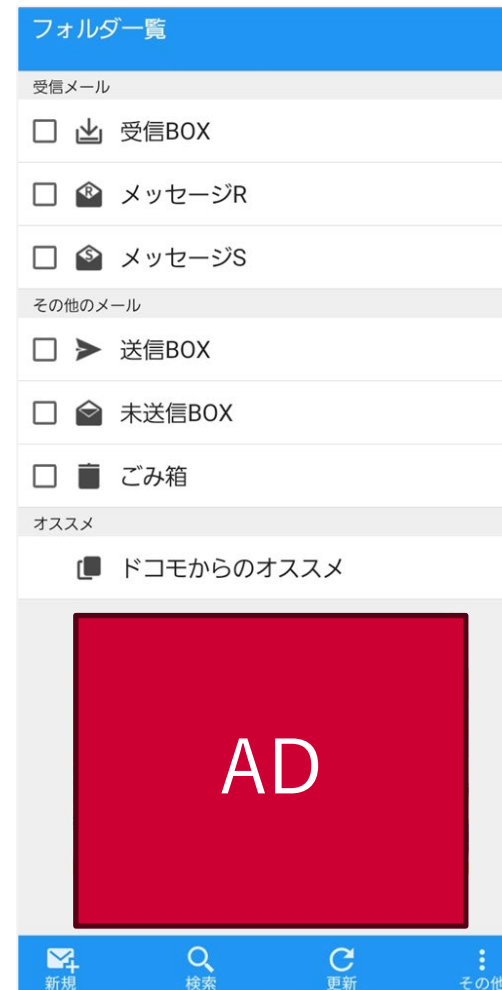 フォルダ一覧
受信メール
受信BOX
メッセージR
メッセージS
その他のメール
送信BOX
未送信BOX
ごみ箱
オススメ
ドコモからのオススメ
AD
新規
検索
更新
その他